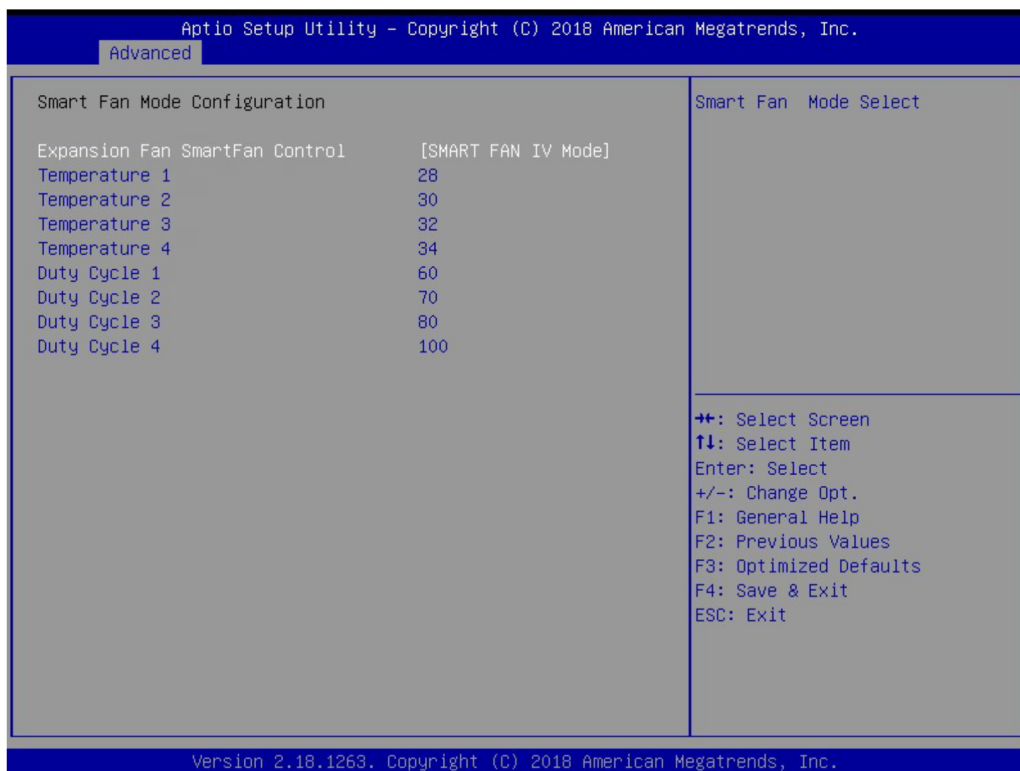 Aptio Setup Utility – Copyright (C) 2018 American Megatrends, Inc.
Advanced
Smart Fan Mode Configuration
Expansion Fan SmartFan Control [SMART FAN IV Mode]
Temperature 1 28
Temperature 2 30
Temperature 3 32
Temperature 4 34
Duty Cycle 1 60
Duty Cycle 2 70
Duty Cycle 3 80
Duty Cycle 4 100
Smart Fan  Mode Select
→←: Select Screen
↑↓: Select Item
Enter: Select
+/-: Change Opt.
F1: General Help
F2: Previous Values
F3: Optimized Defaults
F4: Save & Exit
ESC: Exit
Version 2.18.1263. Copyright (C) 2018 American Megatrends, Inc.